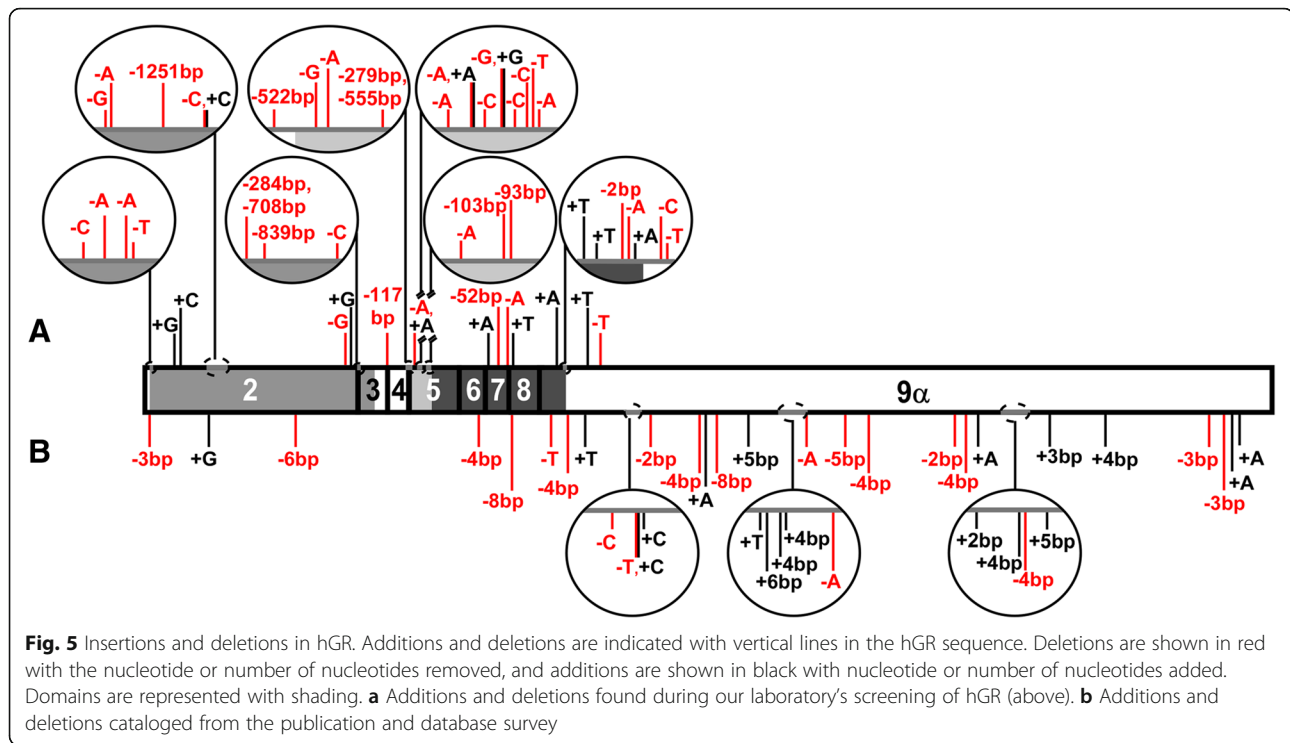 -A -1251bp -C,+C
-G
-A
-G -279bp,
-522bp -555bp
-G,+G -T
-A,+A -C
-A -C -C -A
-A -A
-C -T
-284bp,
-708bp
-839bp -C
-93bp
-103bp
-A
-2bp
+T -A -C
+T +A -T
A
+C
+G
+G
-G
-117
bp
-A,
+A
-52bp -A
+A +T
+A
+T
-T
2 3 4 5 6 7 8 9α
B
-3bp
+G
-6bp
-4bp
-8bp
-T
-4bp
+T
-2bp
-4bp
+A
-8bp
+5bp
-A
-5bp
-4bp
-2bp
-4bp
+A
+3bp
+4bp
-3bp
-3bp
+A
+A
-C +C
-T,+C
+T +4bp
+4bp
+6bp -A
+2bp +5bp
+4bp
-4bp
Fig. 5 Insertions and deletions in hGR. Additions and deletions are indicated with vertical lines in the hGR sequence. Deletions are shown in red
with the nucleotide or number of nucleotides removed, and additions are shown in black with nucleotide or number of nucleotides added.
Domains are represented with shading. a Additions and deletions found during our laboratory's screening of hGR (above). b Additions and
deletions cataloged from the publication and database survey